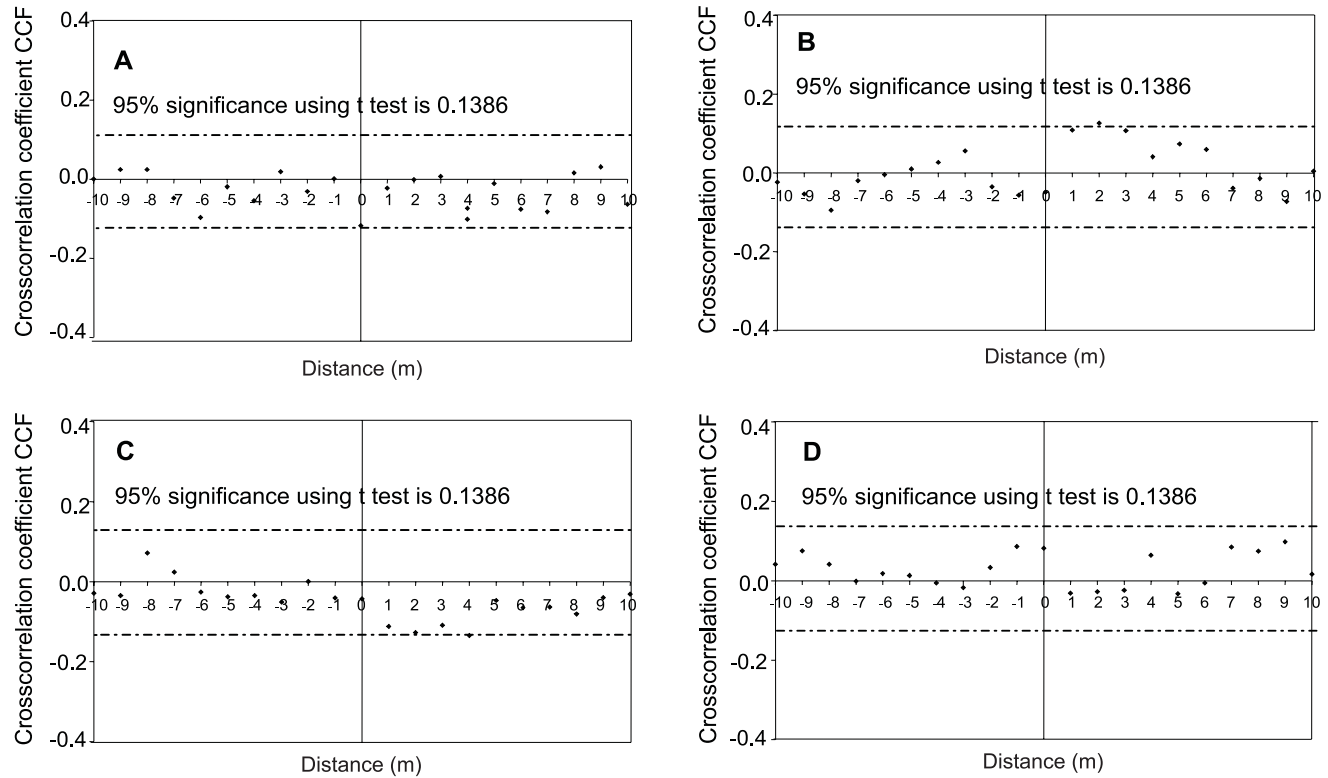 Crosscorrelation coefficient CCF
0.4
A
95% significance using t test is 0.1386
0.2
0.0
-10 -9 -8 -7 -6 -5 -4 -3 -2 -1 0 1 2 3 4 5 6 7 8 9 10
-0.2
-0.4
Distance (m)
Crosscorrelation coefficient CCF
0.4
B
95% significance using t test is 0.1386
0.2
0.0
-10 -9 -8 -7 -6 -5 -4 -3 -2 -1 0 1 2 3 4 5 6 7 8 9 10
-0.2
-0.4
Distance (m)
Crosscorrelation coefficient CCF
0.4
C
95% significance using t test is 0.1386
0.2
0.0
-10 -9 -8 -7 -6 -5 -4 -3 -2 -1 0 1 2 3 4 5 6 7 8 9 10
-0.2
-0.4
Distance (m)
Crosscorrelation coefficient CCF
0.4
D
95% significance using t test is 0.1386
0.2
0.0
-10 -9 -8 -7 -6 -5 -4 -3 -2 -1 0 1 2 3 4 5 6 7 8 9 10
-0.2
-0.4
Distance (m)